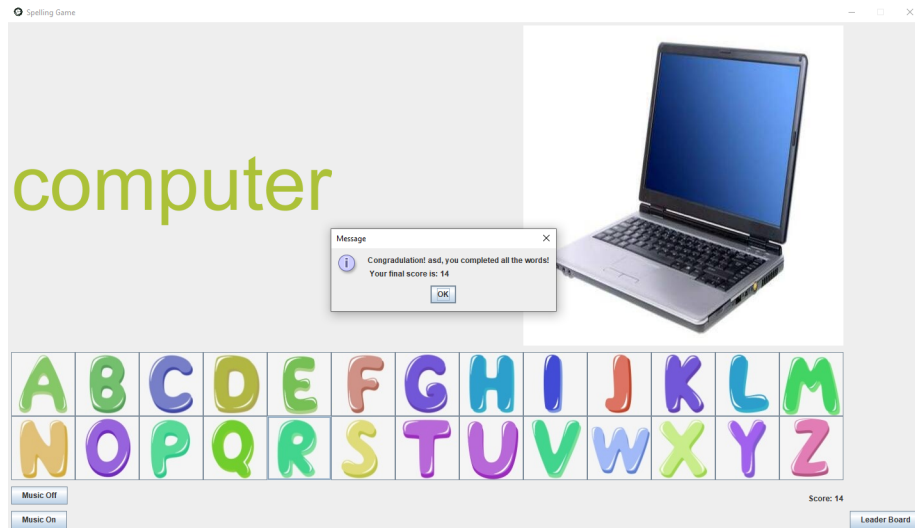 Spelling Game
computer
Message
Congradulation! asd, you completed all the words!
Your final score is: 14
OK
A B C D E F G H I J K L M
N O P Q R S T U V W X Y Z
Music Off
Score: 14
Music On
Leader Board